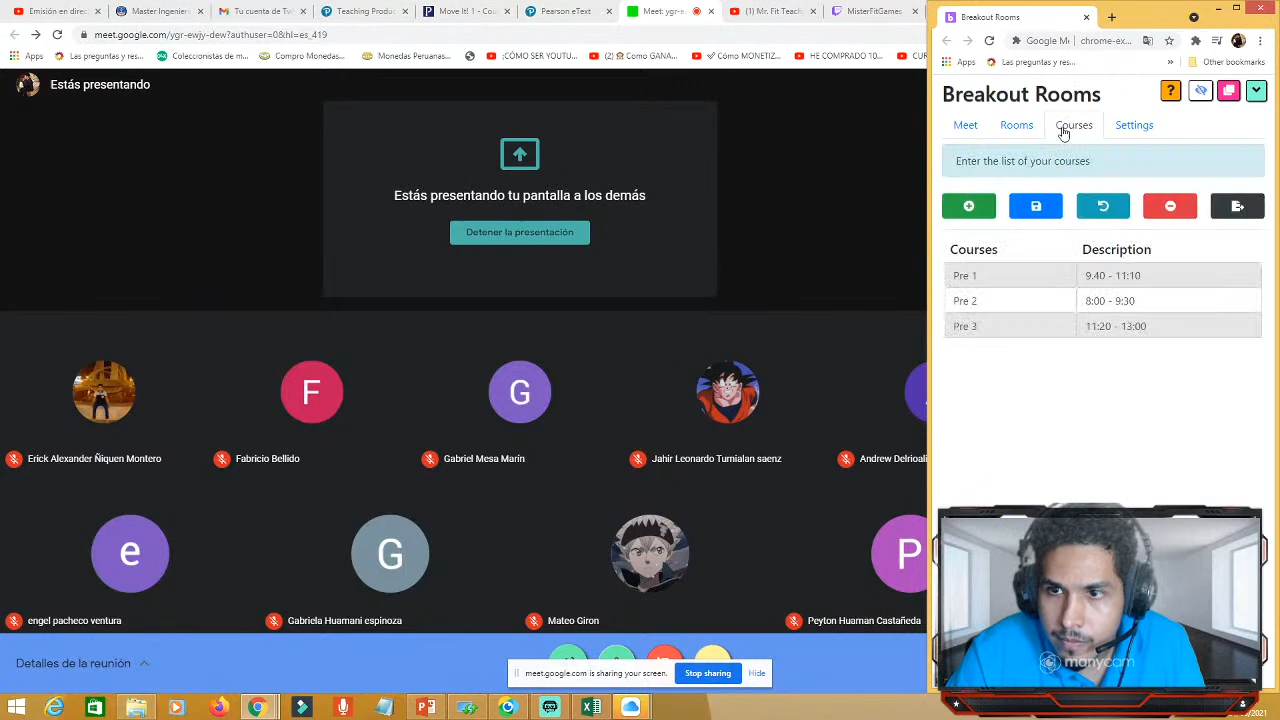 Emisión en direc
Master Ingenier
Tu cuenta de Tw
Teaching Produc
Move It! 1 - Co
Pearson eText
Meet: ygr-e
(1) Mr. Fit Teach
MisterFitGames
meet.google.com/ygr-ewjy-dew
hl=es_419
Las preguntas y res...
Coleccionistas de m...
Compro Monedas...
Monedas Peruanas...
¡CÓMO SER YOUTU...
(2) Como GANA...
Cómo MONETIZ...
HE COMPRADO 10...
Estás presentando
Estás presentando tu pantalla a los demás
Detener la presentación
F
G
Erick Alexander Ñiquen Montero
Fabricio Bellido
Gabriel Mesa Marin
Jahir Leonardo Tumialan saenz
Andrew Delrioali
e
G
P
engel pacheco ventura
Gabriela Huamani espinoza
Mateo Giron
Peyton Huaman Castañeda
Detalles de la reunión
meet.google.com is sharing your screen.
Stop sharing
Hide
Breakout Rooms
Google Me
chrome-ex...
Apps
Las preguntas y res...
Other bookmarks
Breakout Rooms
?
Meet
Rooms
Courses
Settings
Enter the list of your courses
Courses
Description
Pre 1
9.40 - 11:10
Pre 2
8:00 - 9:30
Pre 3
11:20 - 13:00
manycam